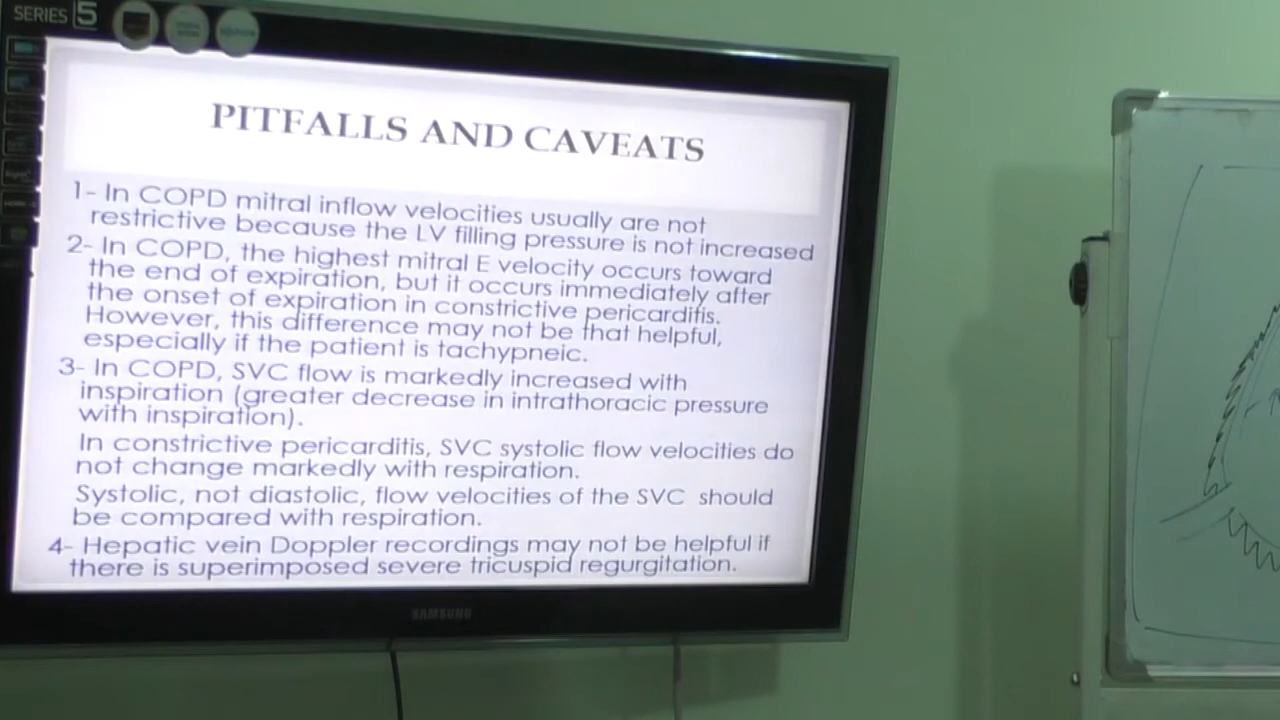 SERIES 5
PITFALLS AND CAVEATS
1- In COPD mitral inflow velocities usually are not
restrictive because the LV filling pressure is not increased
2- In COPD, the highest mitral E velocity occurs toward
the end of expiration, but it occurs immediately after
the onset of expiration in constrictive pericarditis.
However, this difference may not be that helpful,
especially if the patient is tachypneic.
3- In COPD, SVC flow is markedly increased with
inspiration (greater decrease in intrathoracic pressure
with inspiration).
In constrictive pericarditis, SVC systolic flow velocities do
not change markedly with respiration.
Systolic, not diastolic, flow velocities of the SVC should
be compared with respiration.
4- Hepatic vein Doppler recordings may not be helpful if
there is superimposed severe tricuspid regurgitation.
SAMSUNG